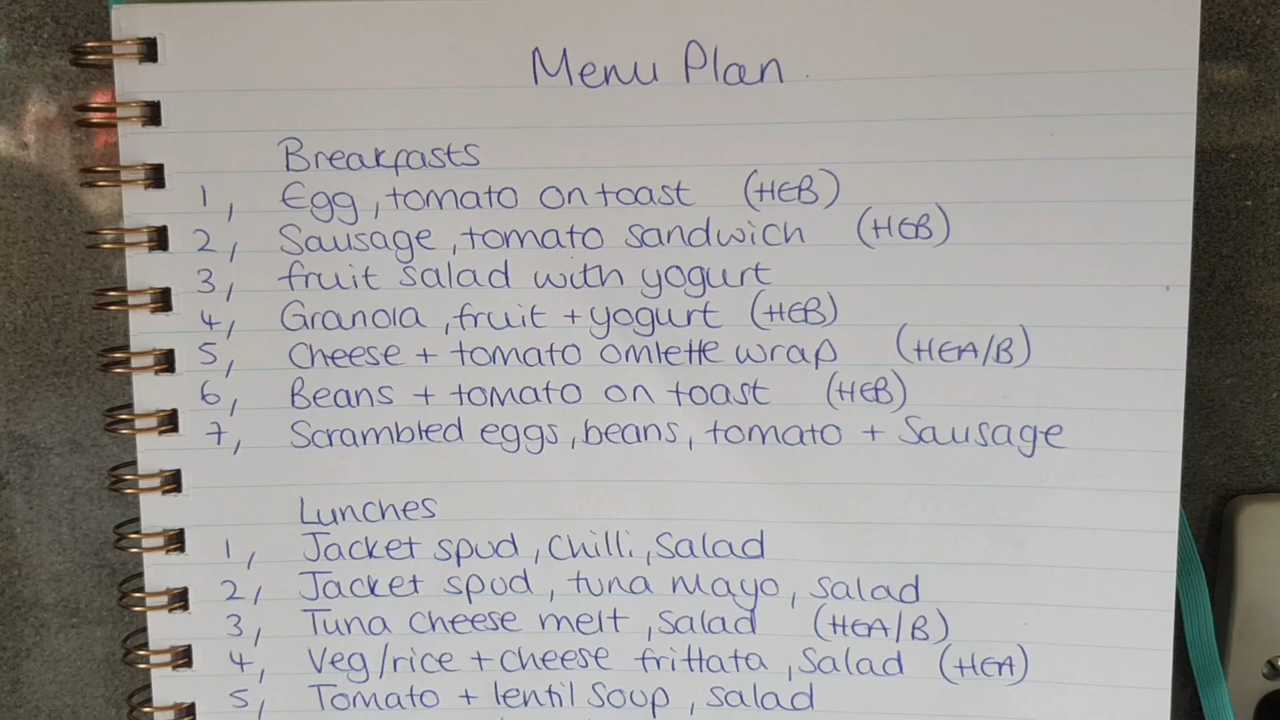 Menu Plan
Breakfasts
1, Egg, tomato on toast (HEB)
2, Sausage, tomato sandwich (HEB)
3, fruit salad with yogurt
4, Granola, fruit + yogurt (HEB)
5, Cheese + tomato omlette wrap (HEA/B)
6, Beans + tomato on toast (HEB)
7, Scrambled eggs, beans, tomato + Sausage
Lunches
1, Jacket spud, Chilli, Salad
2, Jacket spud, tuna mayo, salad
3, Tuna cheese melt, salad (HEA/B)
4, Veg/rice + cheese frittata, Salad (HEA)
5, Tomato + lentil Soup, salad